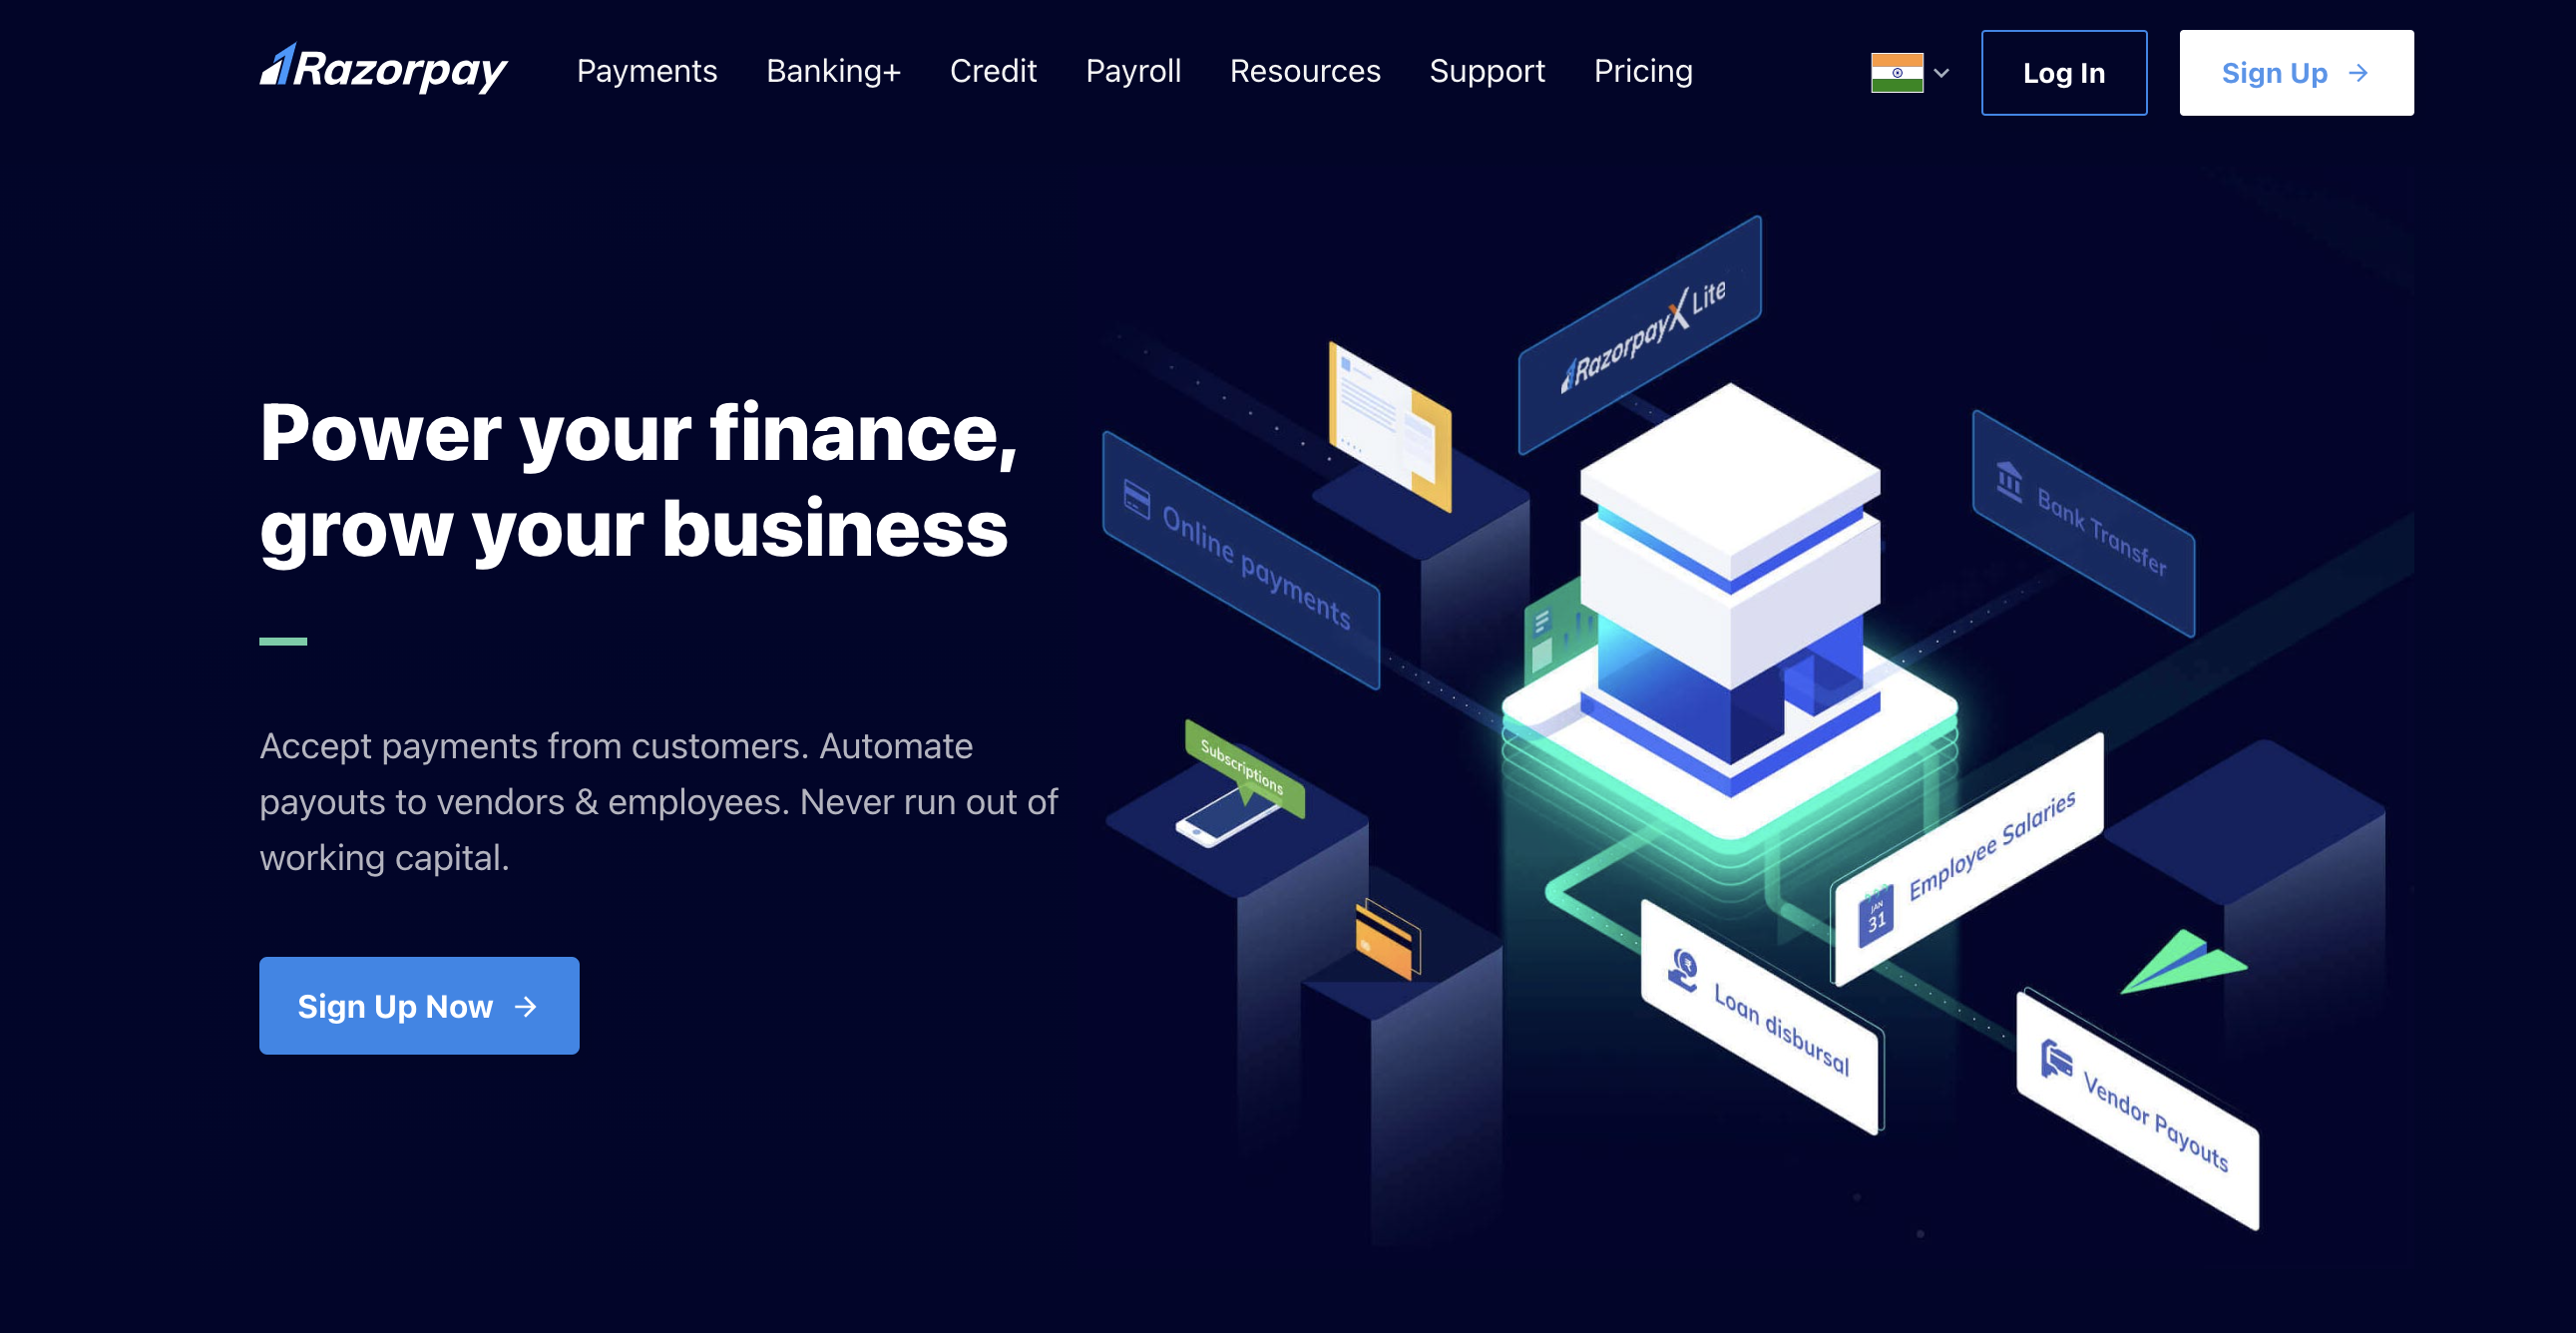 Razorpay
Payments
Banking+
Credit
Payroll
Resources
Support
Pricing
Log In
Sign Up
Power your finance,
grow your business
Accept payments from customers. Automate
payouts to vendors & employees. Never run out of
working capital.
Sign Up Now
RazorpayX Lite
Online payments
Bank Transfer
Subscriptions
JAN
31
Employee Salaries
Loan disbursal
Vendor Payouts